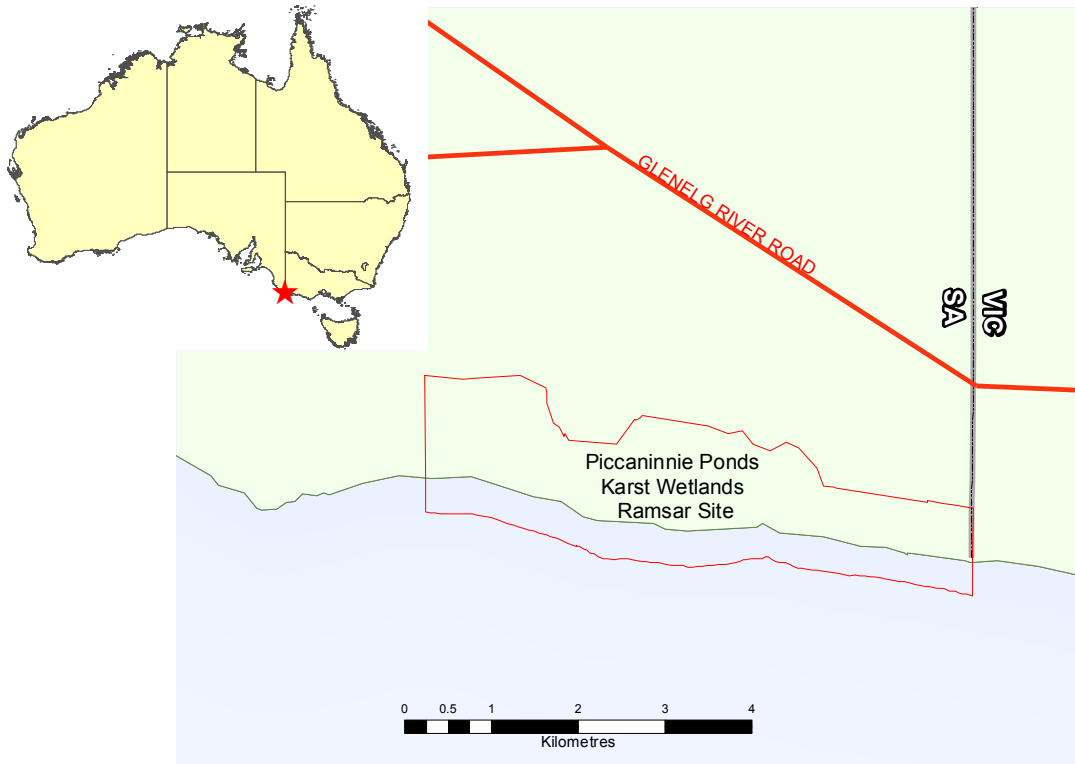 GLENELG RIVER ROAD
SA
VIC
Piccaninnie Ponds
Karst Wetlands
Ramsar Site
0 0.5 1 2 3 4
Kilometres